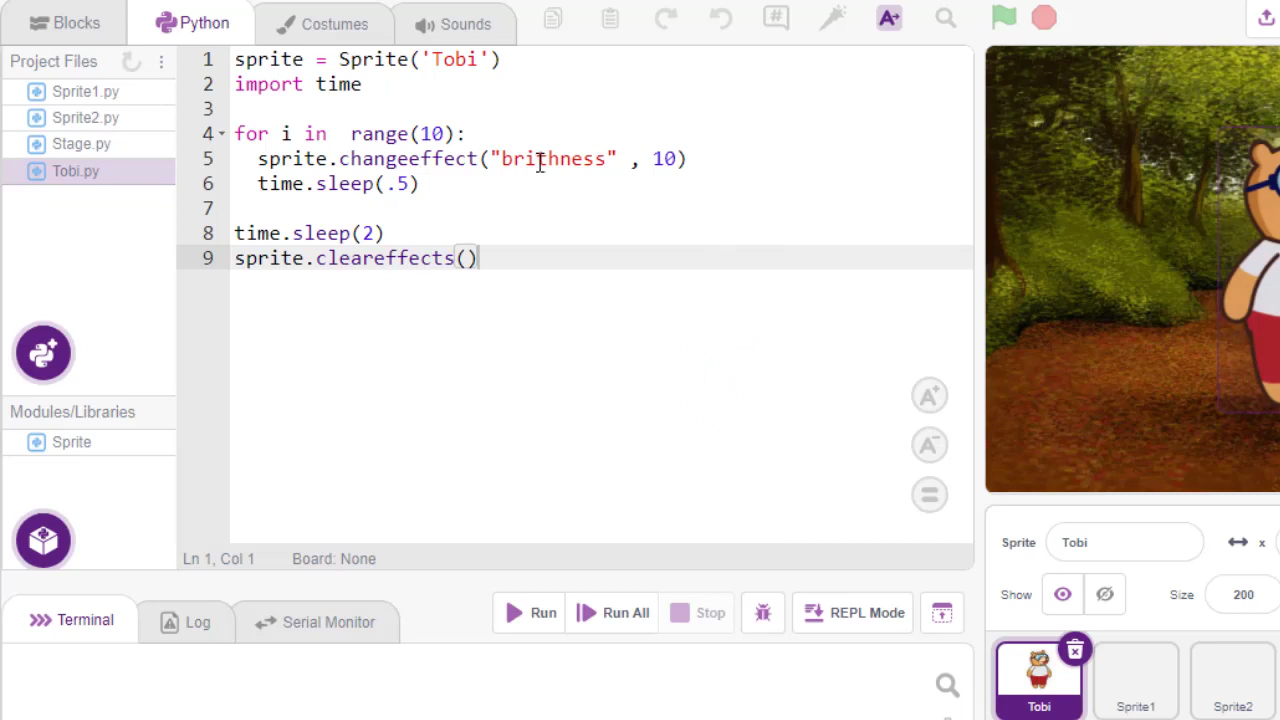 Blocks
Python
Costumes
Sounds
Project Files
Sprite1.py
Sprite2.py
Stage.py
Tobi.py
Modules/Libraries
Sprite
1 sprite = Sprite('Tobi')
2 import time
3
4 for i in  range(10):
5 sprite.changeeffect("brithness" , 10)
6 time.sleep(.5)
7
8 time.sleep(2)
9 sprite.cleareffects()
A+
A-
=
Ln 1, Col 1 Board: None
Terminal
Log
Serial Monitor
Run
Run All
Stop
REPL Mode
Sprite Tobi x
Show Size 200
Tobi
Sprite1
Sprite2